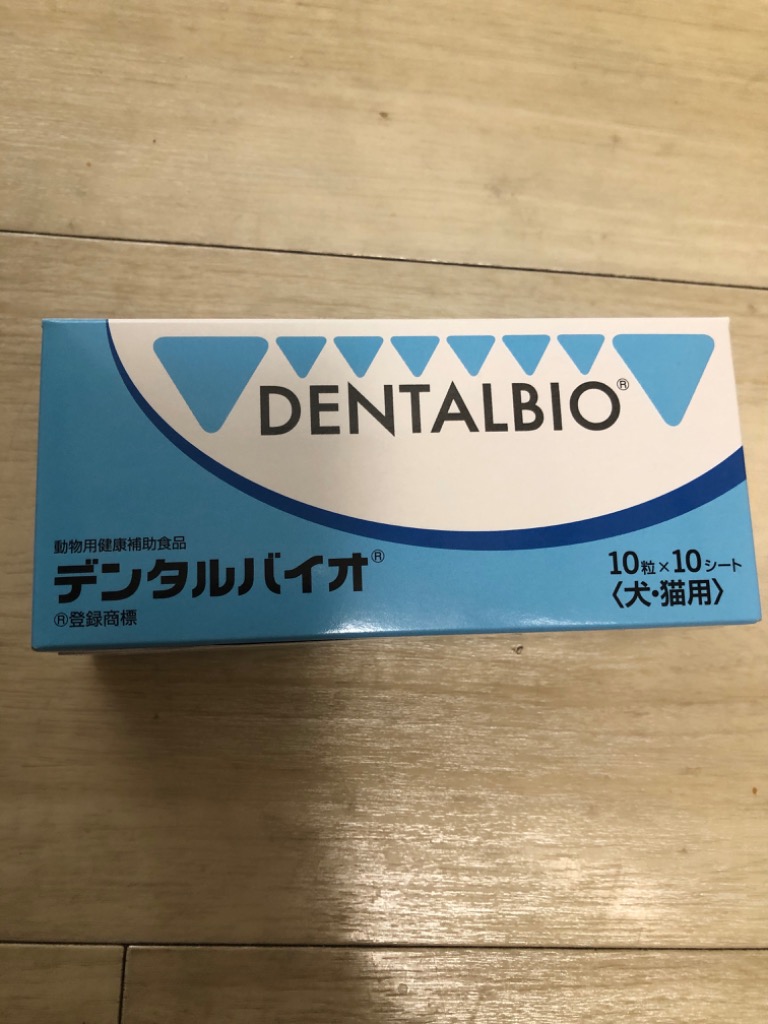 DENTALBIO®
動物用健康補助食品
デンタルバイオ®
®登録商標
10粒×10シート
〈犬・猫用〉